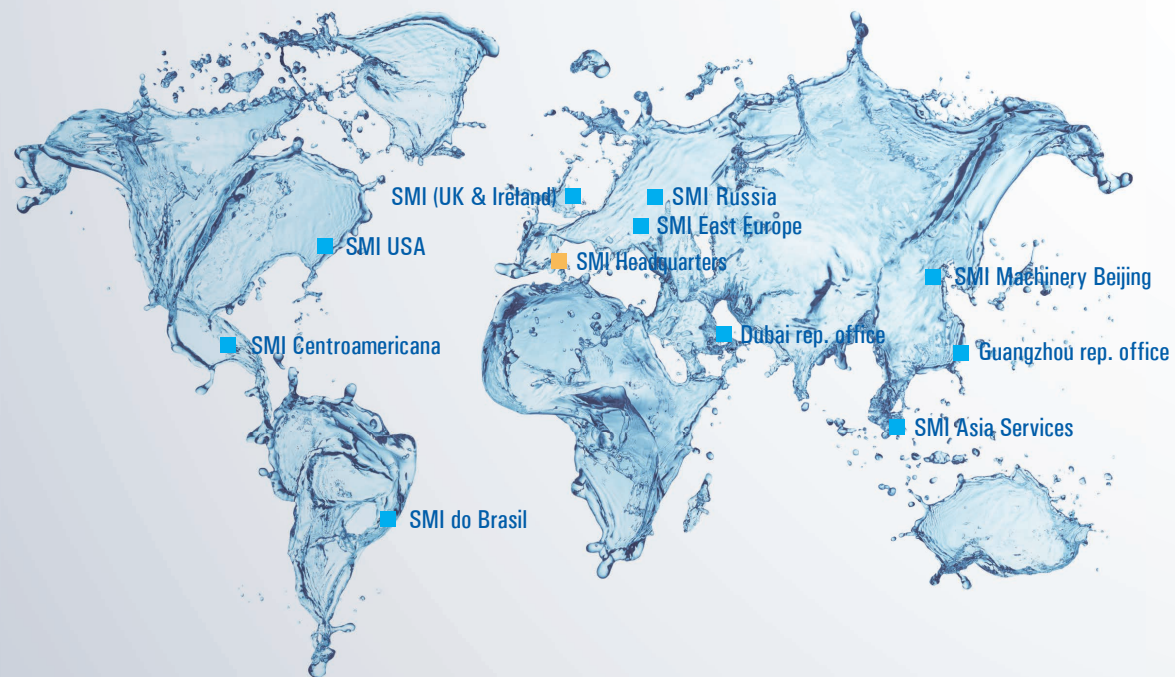 SMI (UK & Ireland)
SMI Russia
SMI East Europe
SMI USA
SMI Headquarters
SMI Machinery Beijing
Dubai rep. office
SMI Centroamericana
Guangzhou rep. office
SMI Asia Services
SMI do Brasil